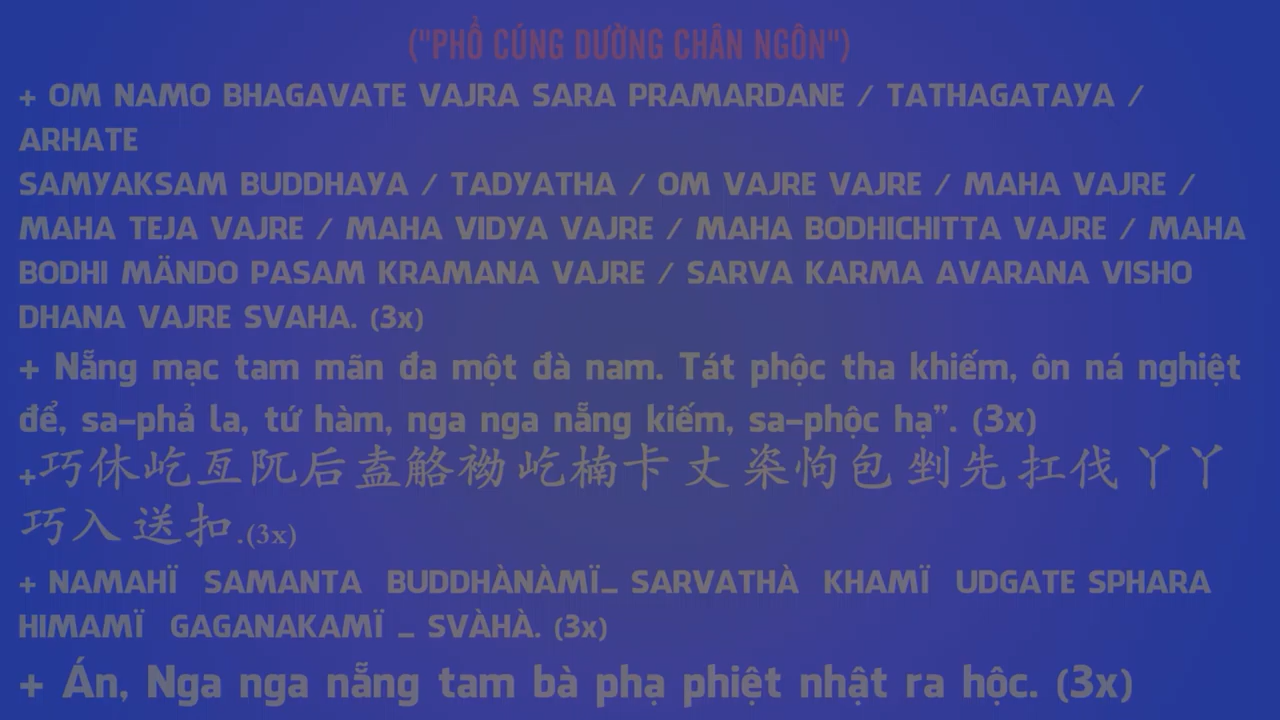 ("PHỔ CÚNG DƯỜNG CHÂN NGÔN")
+ OM NAMO BHAGAVATE VAJRA SARA PRAMARDANE / TATHAGATAYA /
ARHATE
SAMYAKSAM BUDDHAYA / TADYATHA / OM VAJRE VAJRE / MAHA VAJRE /
MAHA TEJA VAJRE / MAHA VIDYA VAJRE / MAHA BODHICHITTA VAJRE / MAHA
BODHI MÄNDO PASAM KRAMANA VAJRE / SARVA KARMA AVARANA VISHO
DHANA VAJRE SVAHA. (3x)
+ Nẵng mạc tam mãn đa một đà nam. Tát phộc tha khiếm, ôn ná nghiệt
để, sa-phả la, tứ hàm, nga nga nẵng kiếm, sa-phộc hạ”. (3x)
+巧休屹亙阢后盍觡袎屹楠卡丈栥怐包剉先扛伐丫丫
巧入送扣.(3x)
+ NAMAHÏ SAMANTA BUDDHÀNÀMÏ_ SARVATHÀ KHAMÏ UDGATE SPHARA
HIMAMÏ GAGANAKAMÏ _ SVÀHÀ. (3x)
+ Án, Nga nga nẵng tam bà phạ phiệt nhật ra hộc. (3x)